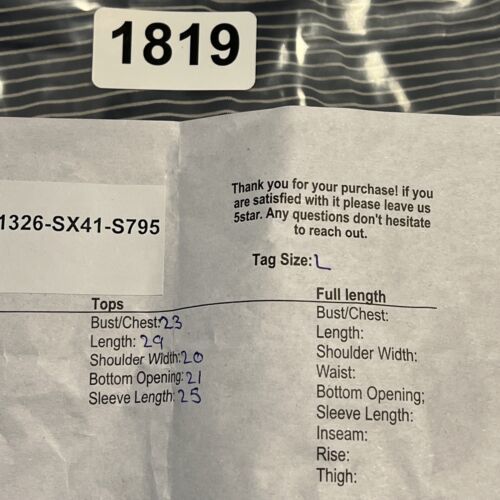 1819
1326-SX41-S795
Thank you for your purchase! if you
are satisfied with it please leave us
5star. Any questions don't hesitate
to reach out.
Tag Size: L
Tops
Bust/Chest: 23
Length: 29
Shoulder Width: 20
Bottom Opening: 21
Sleeve Length: 25
Full length
Bust/Chest:
Length:
Shoulder Width:
Waist:
Bottom Opening;
Sleeve Length:
Inseam:
Rise:
Thigh: